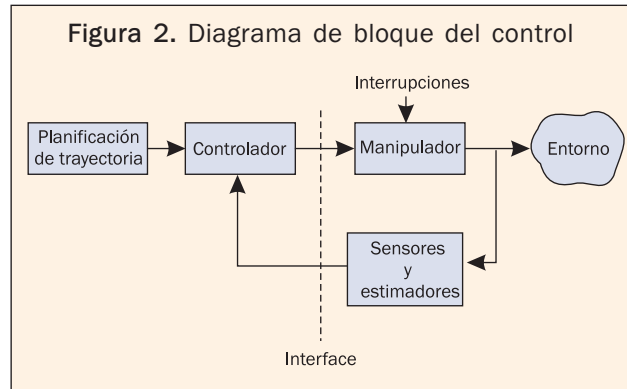 Figura 2. Diagrama de bloque del control
Interrupciones
Planificación
de trayectoria
Controlador
Manipulador
Entorno
Sensores
y
estimadores
Interface